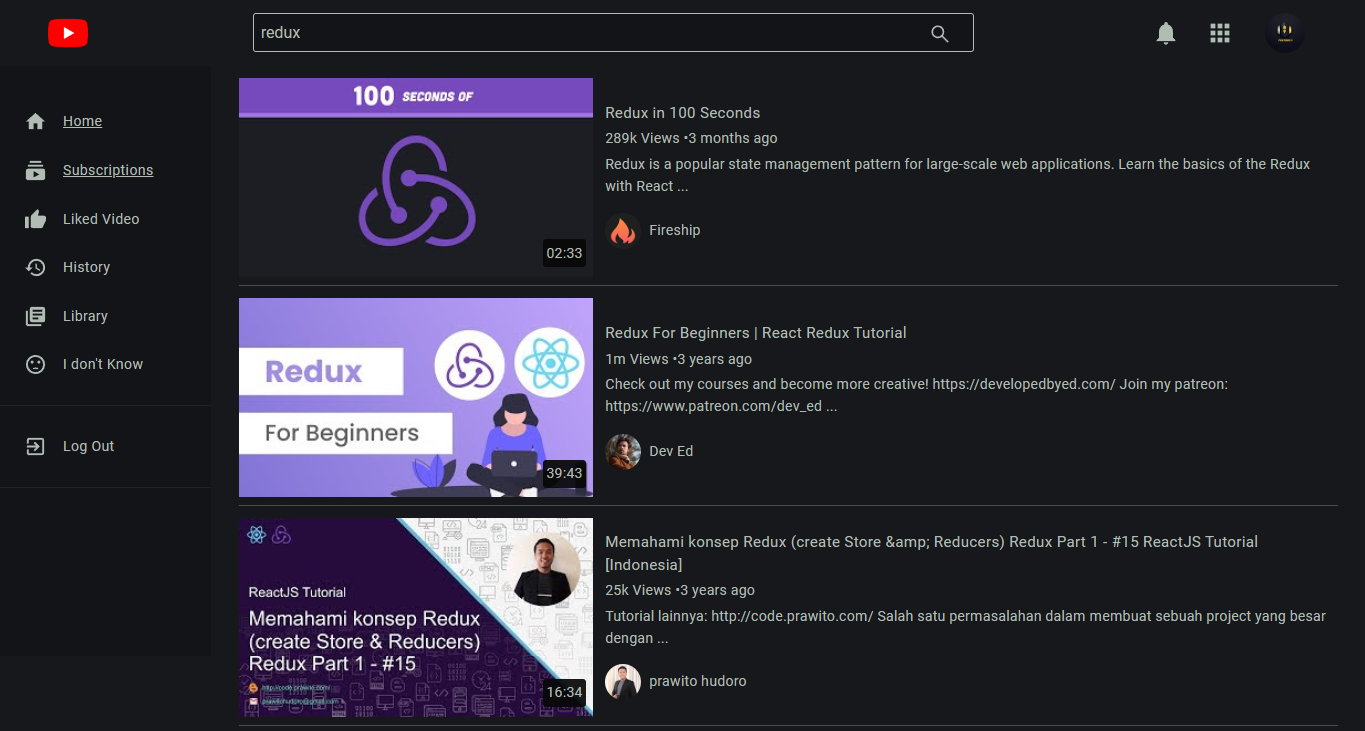 redux
Home
Subscriptions
Liked Video
History
Library
I don't Know
Log Out
100 SECONDS OF
02:33
Redux in 100 Seconds
289k Views •3 months ago
Redux is a popular state management pattern for large-scale web applications. Learn the basics of the Redux
with React ...
Fireship
Redux
For Beginners
39:43
Redux For Beginners | React Redux Tutorial
1m Views •3 years ago
Check out my courses and become more creative! https://developedbyed.com/ Join my patreon:
https://www.patreon.com/dev_ed ...
Dev Ed
ReactJS Tutorial
Memahami konsep Redux
(create Store & Reducers)
Redux Part 1 - #15
http://code.prawito.com/
prawitohudoro@gmail.com
16:34
Memahami konsep Redux (create Store &amp; Reducers) Redux Part 1 - #15 ReactJS Tutorial
[Indonesia]
25k Views •3 years ago
Tutorial lainnya: http://code.prawito.com/ Salah satu permasalahan dalam membuat sebuah project yang besar
dengan ...
prawito hudoro